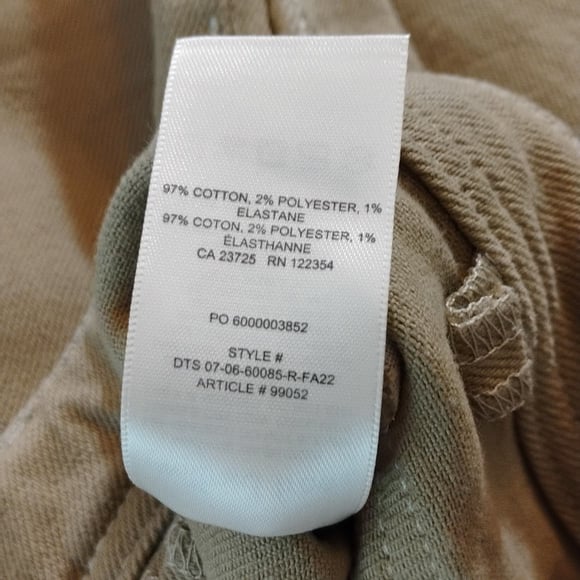 97% COTTON, 2% POLYESTER, 1%
ELASTANE
97% COTON, 2% POLYESTER, 1%
ÉLASTHANNE
CA 23725 RN 122354
PO 6000003852
STYLE #
DTS 07-06-60085-R-FA22
ARTICLE # 99052